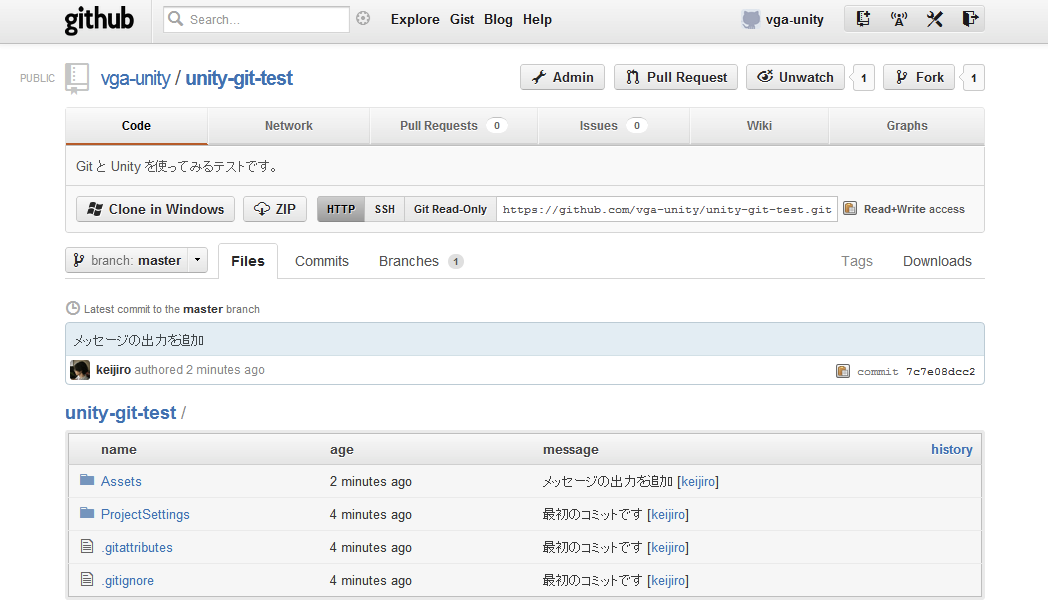 github Search... Explore Gist Blog Help vga-unity
PUBLIC vga-unity / unity-git-test Admin Pull Request Unwatch 1 Fork 1
Code Network Pull Requests 0 Issues 0 Wiki Graphs
Git と Unity を使ってみるテストです。
Clone in Windows ZIP HTTP SSH Git Read-Only https://github.com/vga-unity/unity-git-test.git Read+Write access
branch: master Files Commits Branches 1 Tags Downloads
Latest commit to the master branch
メッセージの出力を追加
keijiro authored 2 minutes ago commit 7c7e08dcc2
unity-git-test /
name age message history
Assets 2 minutes ago メッセージの出力を追加 [keijiro]
ProjectSettings 4 minutes ago 最初のコミットです [keijiro]
.gitattributes 4 minutes ago 最初のコミットです [keijiro]
.gitignore 4 minutes ago 最初のコミットです [keijiro]